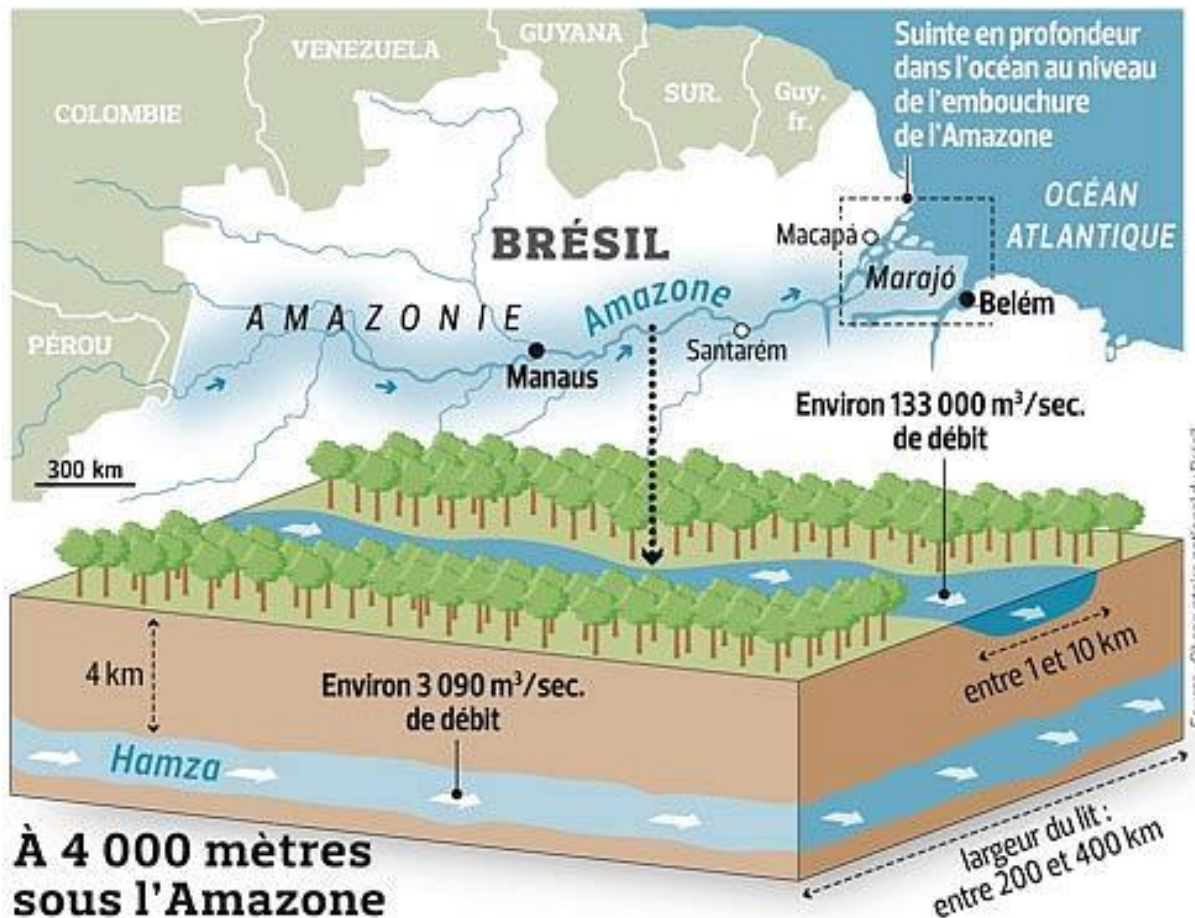 VENEZUELA
GUYANA
COLOMBIE
SUR.
Guy.
fr.
Suinte en profondeur
dans l'océan au niveau
de l'embouchure
de l'Amazone
OCÉAN
ATLANTIQUE
BRÉSIL
Macapá
Marajó
Belém
AMAZONIE
Amazone
PÉROU
Manaus
Santarém
300 km
Environ 133 000 m³/sec.
de débit
4 km
Environ 3 090 m³/sec.
de débit
entre 1 et 10 km
Hamza
largeur du lit :
entre 200 et 400 km
À 4 000 mètres
sous l'Amazone